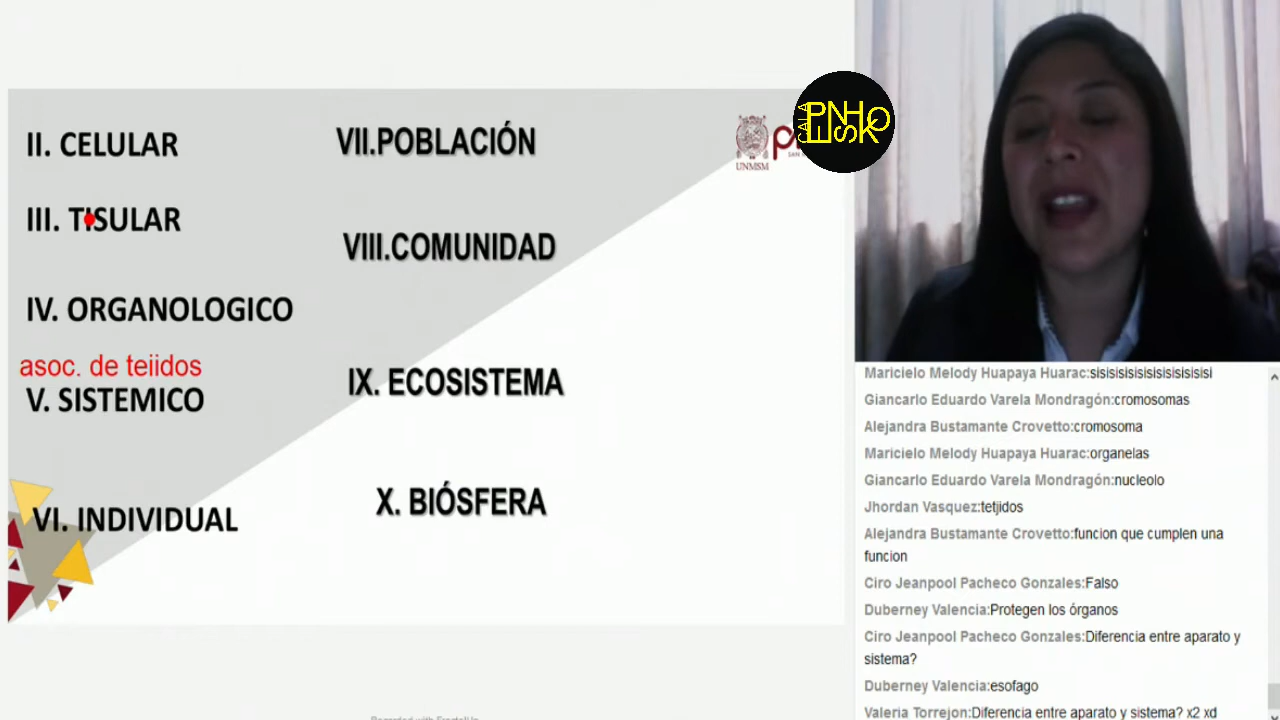 II. CELULAR
III. TISULAR
IV. ORGANOLOGICO
asoc. de teiidos
V. SISTEMICO
VI. INDIVIDUAL
VII.POBLACIÓN
VIII.COMUNIDAD
IX. ECOSISTEMA
X. BIÓSFERA
UNMSM
Maricielo Melody Huapaya Huarac:sisisisisisisisisisisisi
Giancarlo Eduardo Varela Mondragón:cromosomas
Alejandra Bustamante Crovetto:cromosoma
Maricielo Melody Huapaya Huarac:organelas
Giancarlo Eduardo Varela Mondragón:nucleolo
Jhordan Vasquez:tetjidos
Alejandra Bustamante Crovetto:funcion que cumplen una
funcion
Ciro Jeanpool Pacheco Gonzales:Falso
Duberney Valencia:Protegen los órganos
Ciro Jeanpool Pacheco Gonzales:Diferencia entre aparato y
sistema?
Duberney Valencia:esofago
Valeria Torrejon:Diferencia entre aparato y sistema? x2 xd